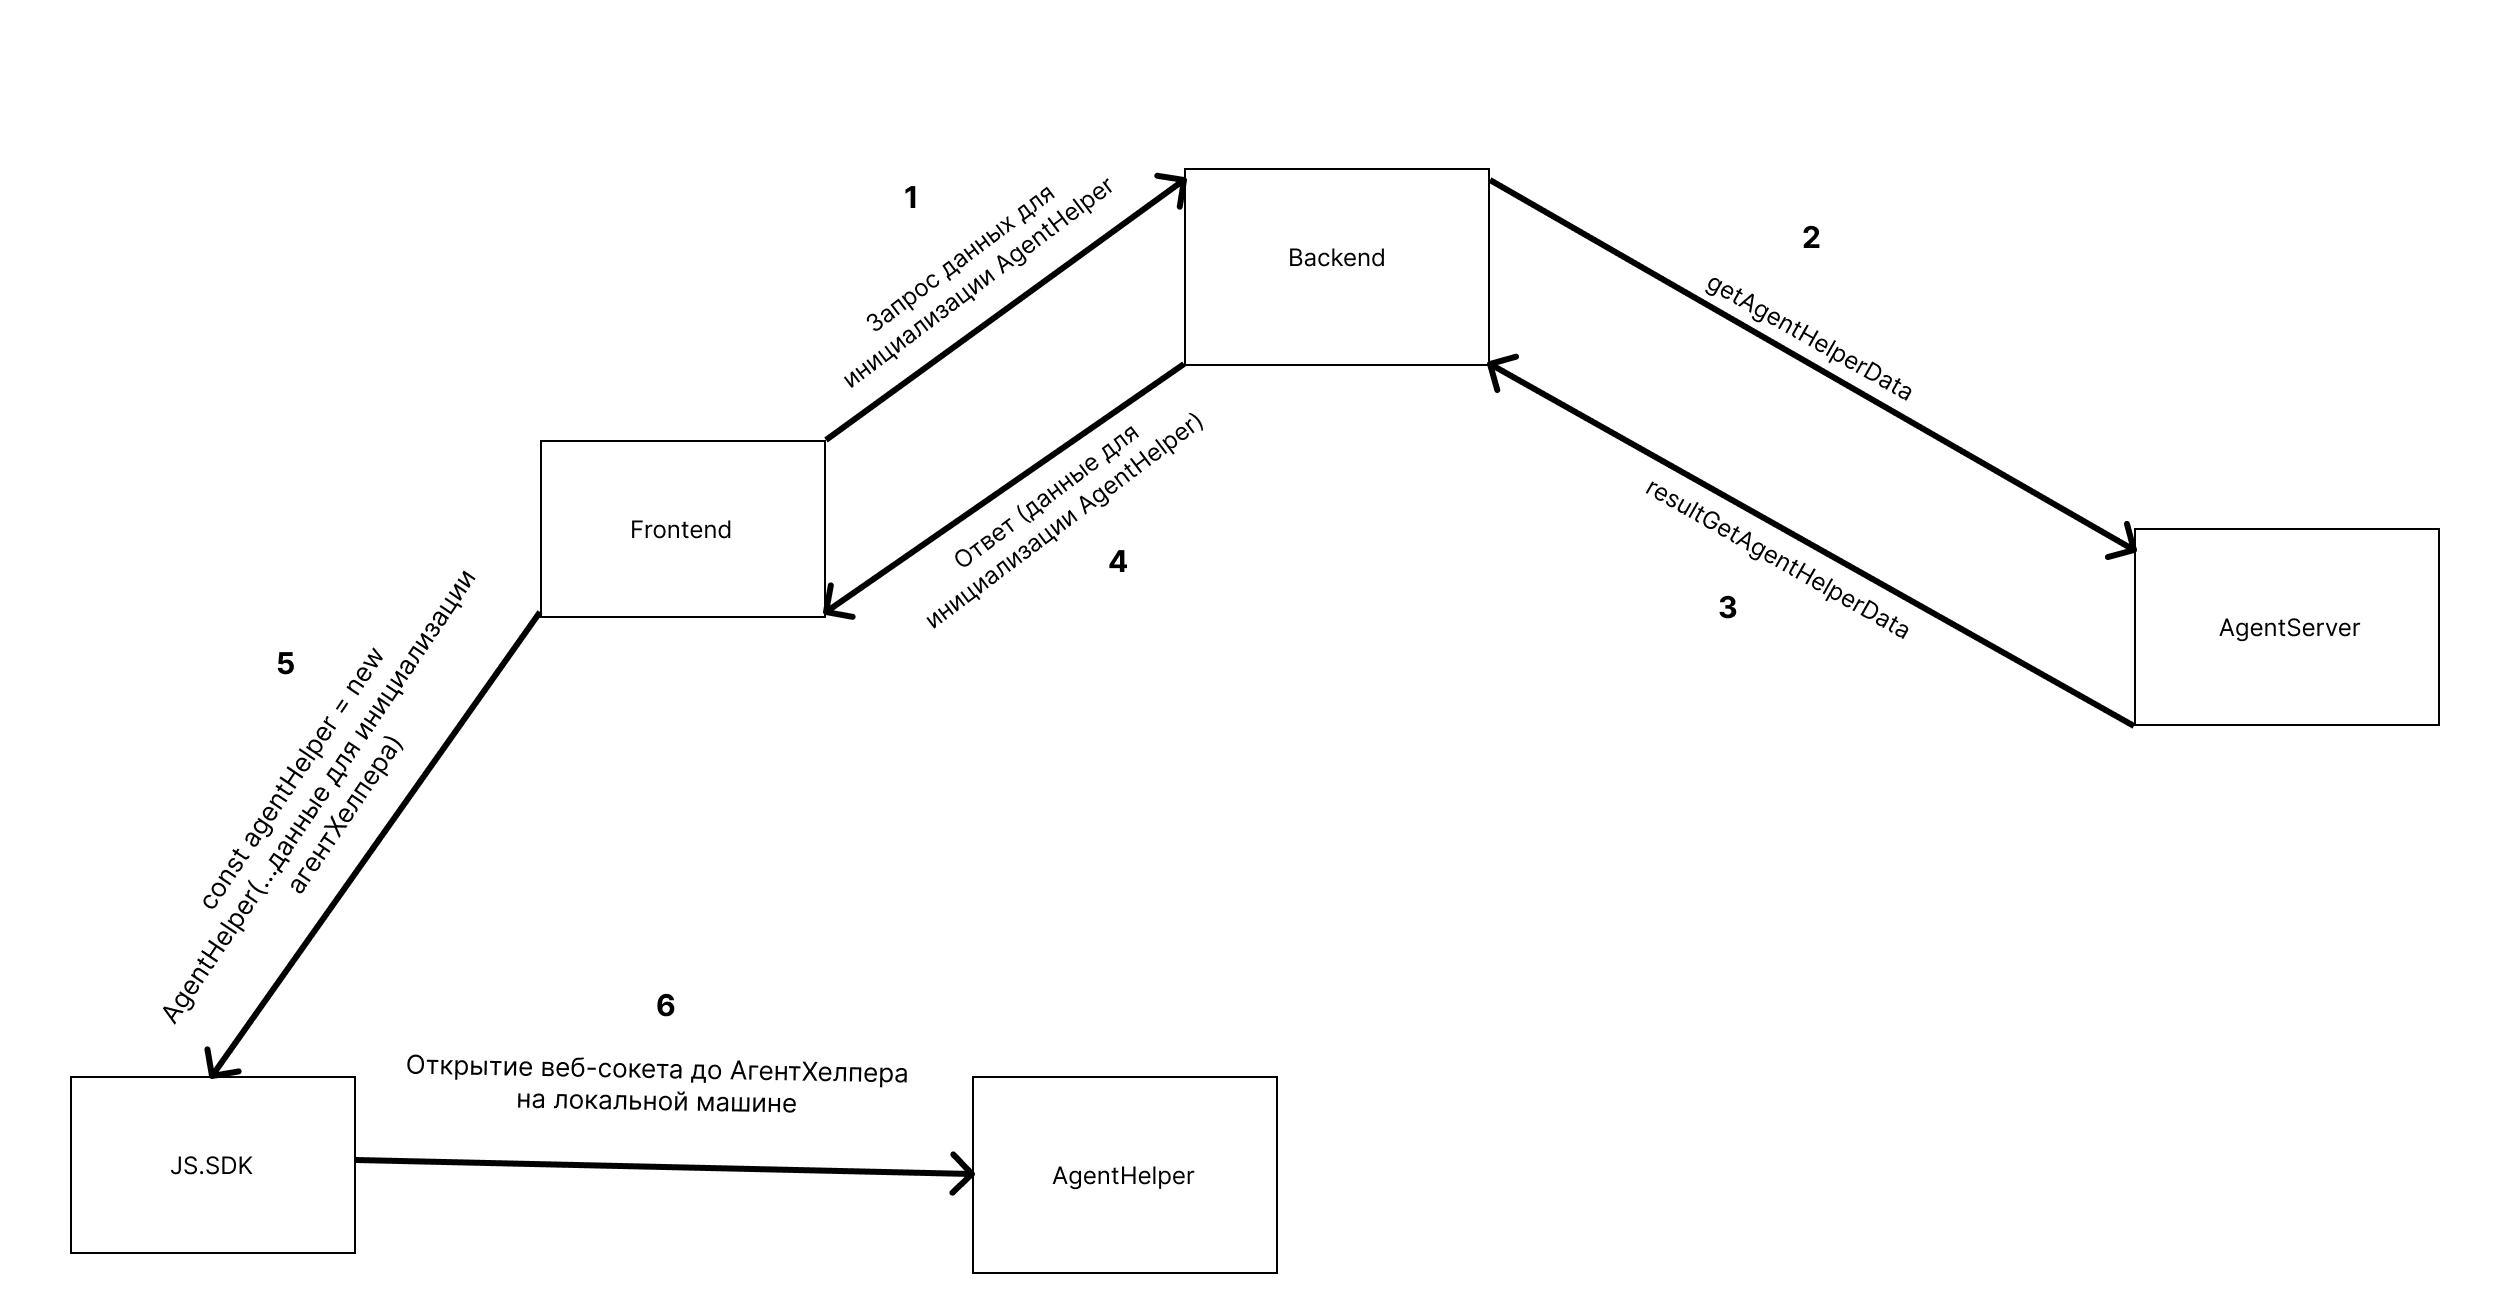 1
Запрос данных для
инициализации AgentHelper
Backend
2
getAgentHelperData
Frontend
Ответ (данные для
инициализации AgentHelper)
4
resultGetAgentHelperData
3
AgentServer
5
const agentHelper = new
AgentHelper(...данные для инициализации
агентХелпера)
6
Открытие веб-сокета до АгентХелпера
на локальной машине
JS.SDK
AgentHelper